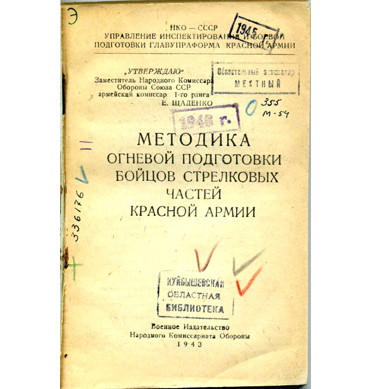 Э
НКО — СССР
УПРАВЛЕНИЕ ИНСПЕКТИРОВАНИЯ И БОЕВОЙ
ПОДГОТОВКИ ГЛАВУПРАФОРМА КРАСНОЙ АРМИИ
1945
„УТВЕРЖДАЮ“
Заместитель Народного Комиссара
Обороны Союза ССР
армейский комиссар 1-го ранга
Е. ЩАДЕНКО
Обязательный экземпляр
МЕСТНЫЙ
355
М-54
1945 г.
МЕТОДИКА
ОГНЕВОЙ ПОДГОТОВКИ
БОЙЦОВ СТРЕЛКОВЫХ
ЧАСТЕЙ
КРАСНОЙ АРМИИ
336176
КУЙБЫШЕВСКАЯ
ОБЛАСТНАЯ
БИБЛИОТЕКА
Военное Издательство
Народного Комиссариата Обороны
1943